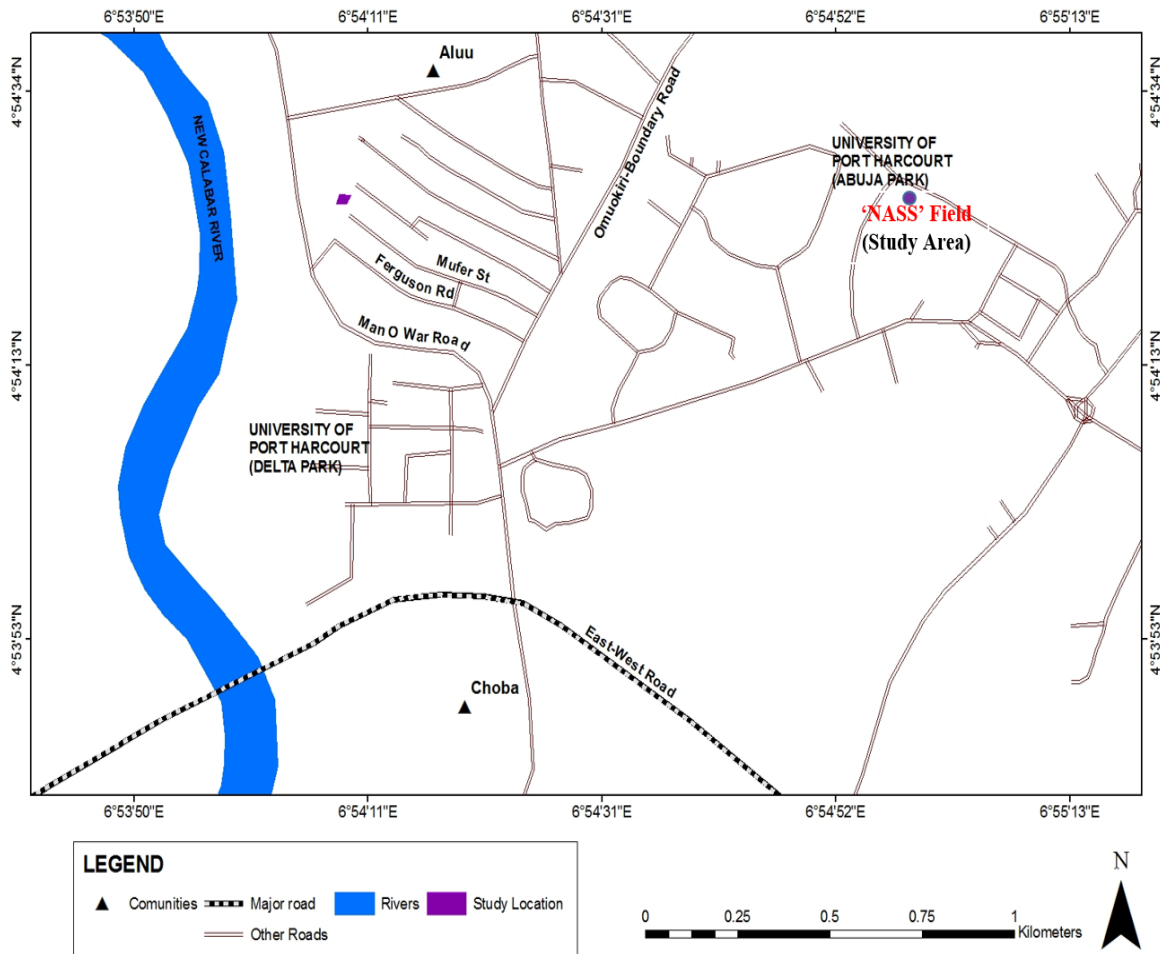 6°53'50"E
6°54'11"E
6°54'31"E
6°54'52"E
6°55'13"E
4°54'34"N
4°54'34"N
Aluu
Omuokiri-Boundary Road
NEW CALABAR RIVER
UNIVERSITY OF
PORT HARCOURT
(ABUJA PARK)
‘NASS’ Field
(Study Area)
Mufer St
Ferguson Rd
Man O War Road
4°54'13"N
4°54'13"N
UNIVERSITY OF
PORT HARCOURT
(DELTA PARK)
4°53'53"N
4°53'53"N
East-West Road
Choba
6°53'50"E
6°54'11"E
6°54'31"E
6°54'52"E
6°55'13"E
LEGEND
Comunities
Major road
Rivers
Study Location
Other Roads
0 0.25 0.5 0.75 1
Kilometers
N